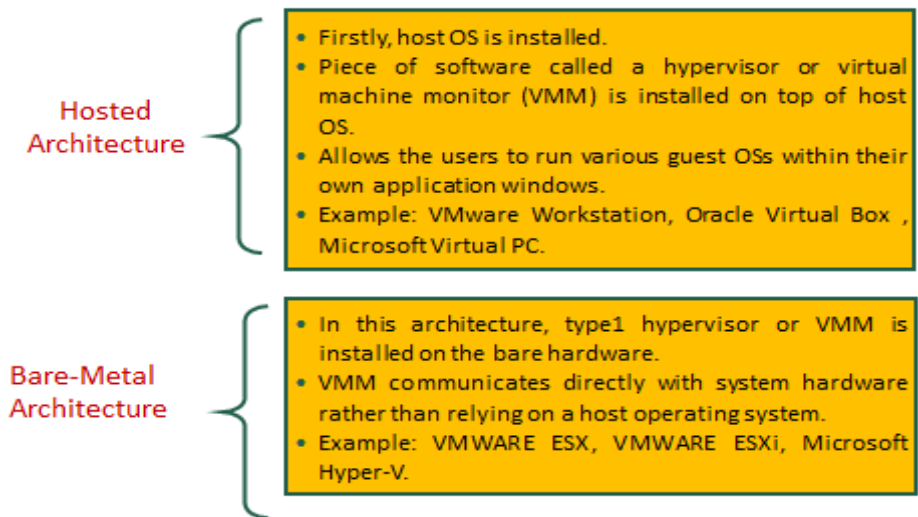 Hosted
Architecture
• Firstly, host OS is installed.
• Piece of software called a hypervisor or virtual
machine monitor (VMM) is installed on top of host
OS.
• Allows the users to run various guest OSs within their
own application windows.
• Example: VMware Workstation, Oracle Virtual Box ,
Microsoft Virtual PC.
Bare-Metal
Architecture
• In this architecture, type1 hypervisor or VMM is
installed on the bare hardware.
• VMM communicates directly with system hardware
rather than relying on a host operating system.
• Example: VMWARE ESX, VMWARE ESXi, Microsoft
Hyper-V.